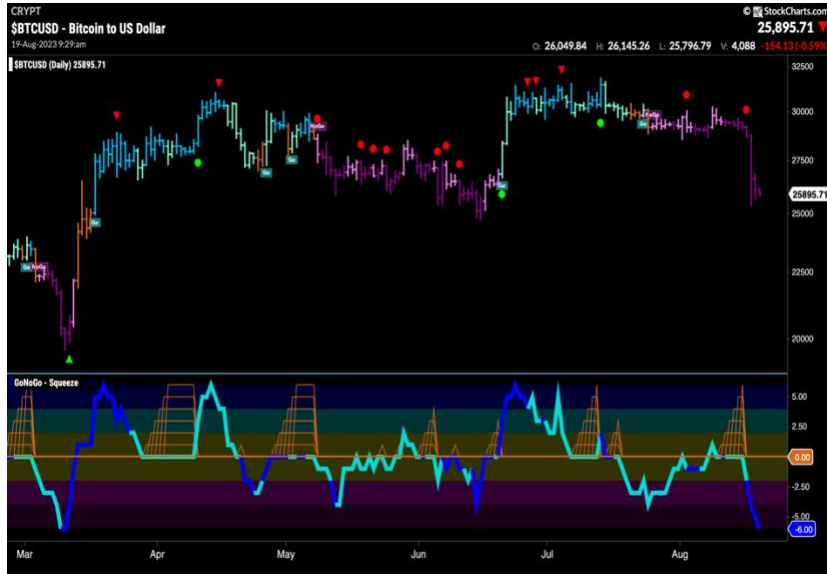 CRYPT
© StockCharts.com
$BTCUSD - Bitcoin to US Dollar
25,895.71
19-Aug-2023 9:29am
O: 26,049.84 H: 26,145.26 L: 25,796.79 V: 4,088 -154.13 (-0.59%)
$BTCUSD (Daily) 25895.71
32500
30000
NoGo
NoGo
Go
Go
27500
Go
Go
25895.71
25000
Go
Go NoGo
22500
20000
GoNoGo - Squeeze
5.00
2.50
0.00
-2.50
-5.00
-6.00
Mar Apr May Jun Jul Aug